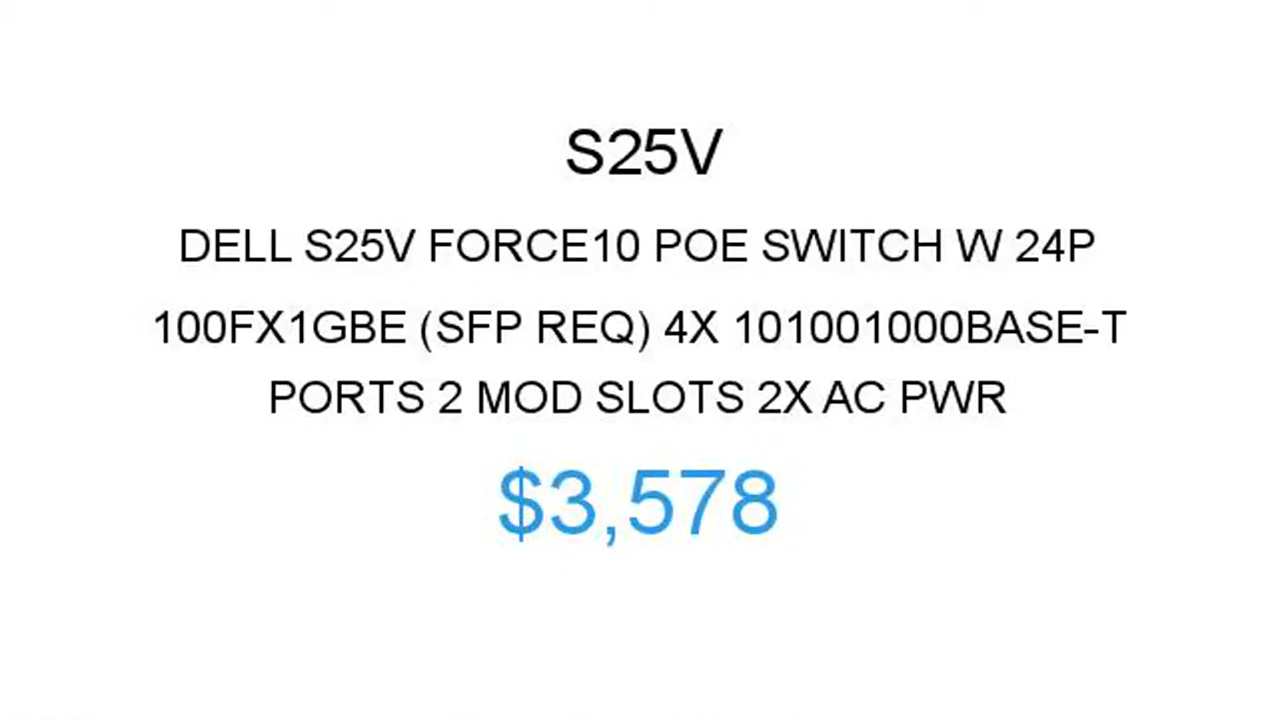 S25V
DELL S25V FORCE10 POE SWITCH W 24P
100FX1GBE (SFP REQ) 4X 101001000BASE-T
PORTS 2 MOD SLOTS 2X AC PWR
$3,578